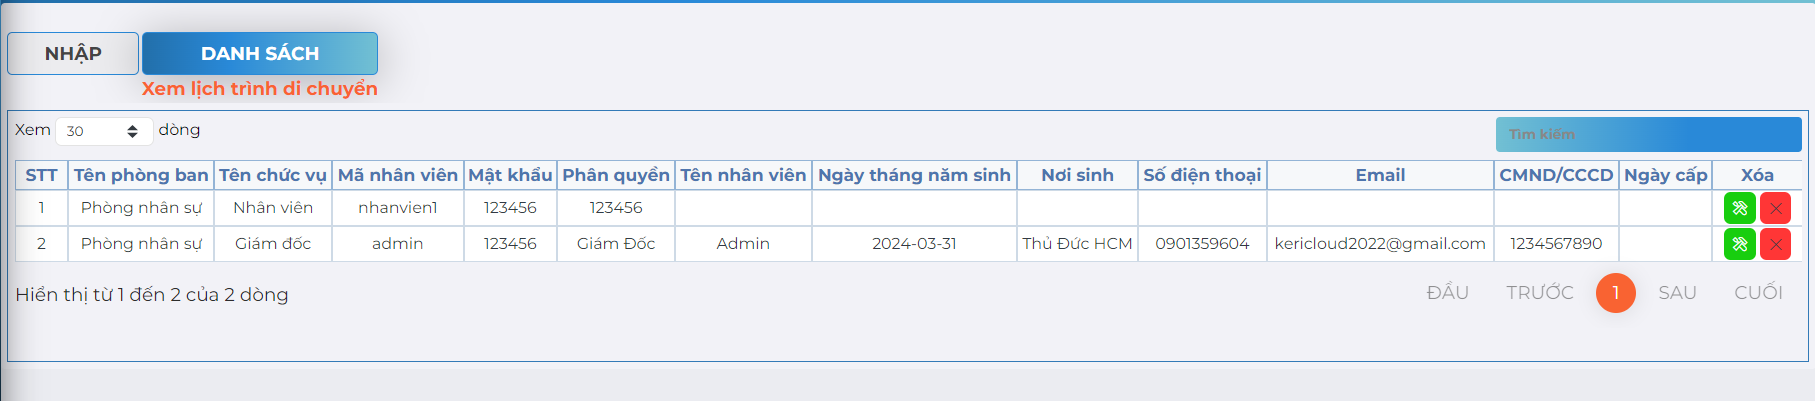 NHẬP DANH SÁCH
Xem lịch trình di chuyển
Xem 30 dòng Tìm kiếm
STT Tên phòng ban Tên chức vụ Mã nhân viên Mật khẩu Phân quyền Tên nhân viên Ngày tháng năm sinh Nơi sinh Số điện thoại Email CMND/CCCD Ngày cấp Xóa
1 Phòng nhân sự Nhân viên nhanvien1 123456 123456
2 Phòng nhân sự Giám đốc admin 123456 Giám Đốc Admin 2024-03-31 Thủ Đức HCM 0901359604 kericloud2022@gmail.com 1234567890
Hiển thị từ 1 đến 2 của 2 dòng ĐẦU TRƯỚC 1 SAU CUỐI